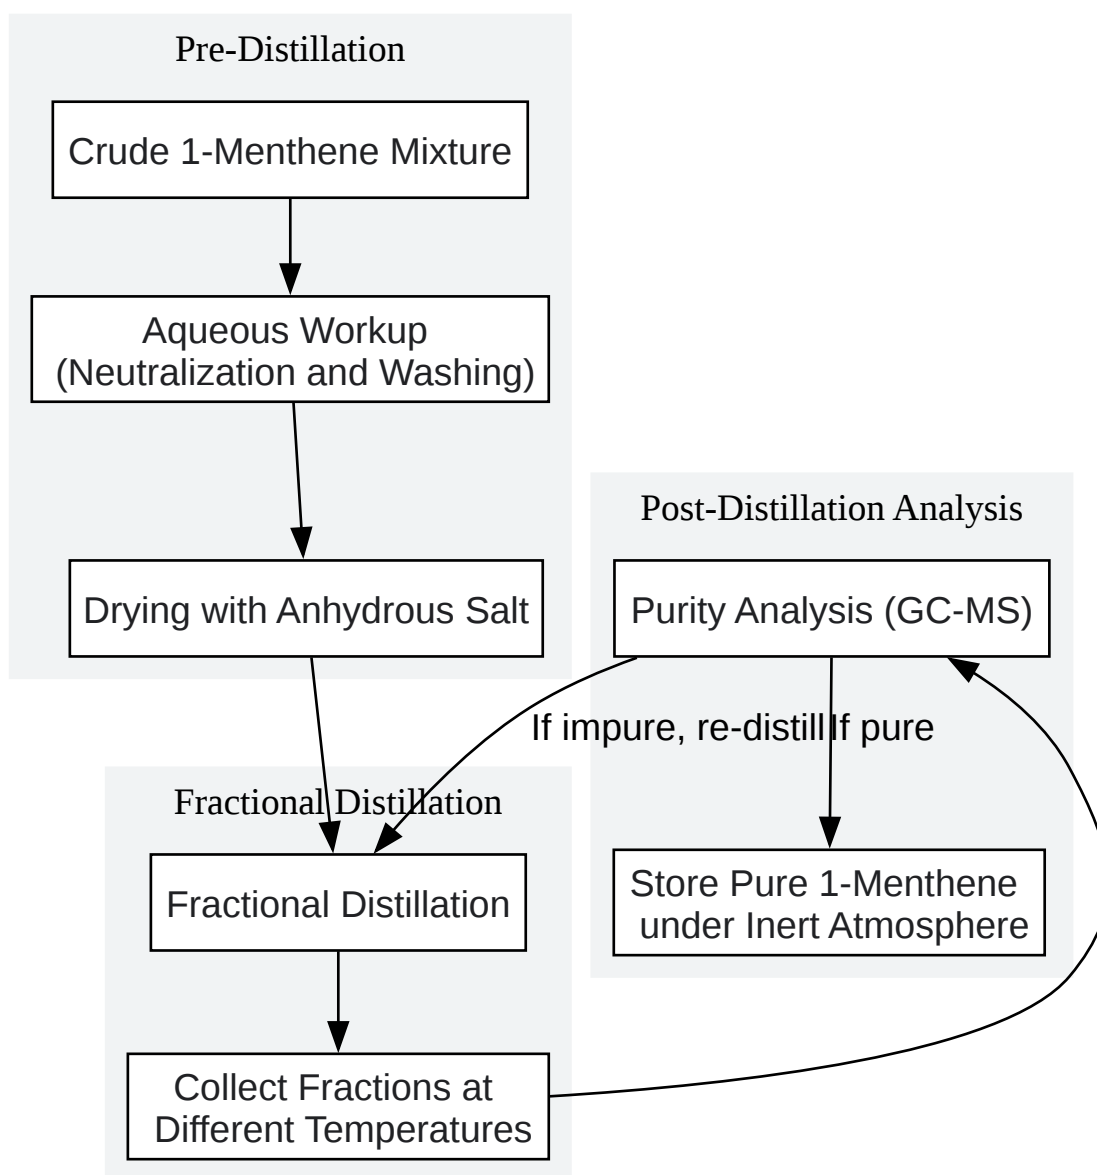 Pre-Distillation
Crude 1-Menthene Mixture
Aqueous Workup
(Neutralization and Washing)
Drying with Anhydrous Salt
Post-Distillation Analysis
Purity Analysis (GC-MS)
If impure, re-distill
If pure
Fractional Distillation
Fractional Distillation
Store Pure 1-Menthene
under Inert Atmosphere
Collect Fractions at
Different Temperatures